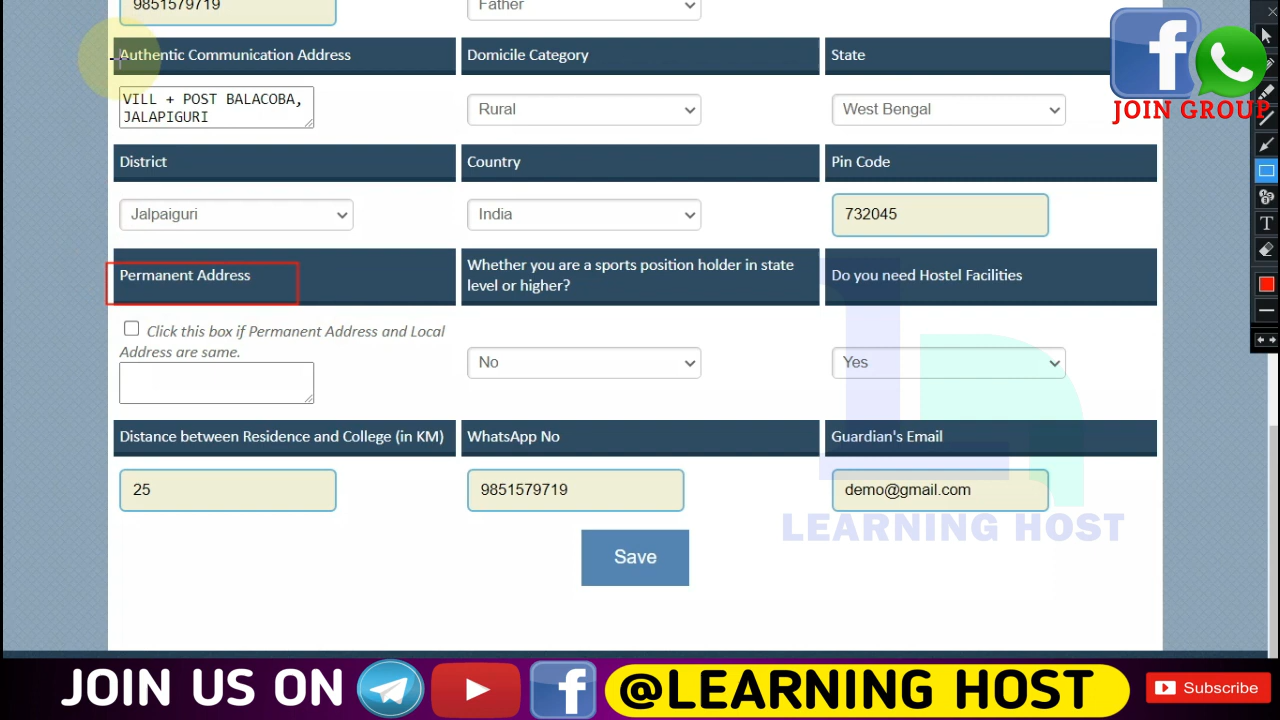 9851579719
Father
JOIN GROUP
Authentic Communication Address
Domicile Category
State
VILL + POST BALACOBA,
JALAPIGURI
Rural
West Bengal
District
Country
Pin Code
Jalpaiguri
India
732045
Permanent Address
Whether you are a sports position holder in state
level or higher?
Do you need Hostel Facilities
Click this box if Permanent Address and Local
Address are same.
No
Yes
Distance between Residence and College (in KM)
WhatsApp No
Guardian's Email
25
9851579719
demo@gmail.com
LEARNING HOST
Save
JOIN US ON
@LEARNING HOST
Subscribe